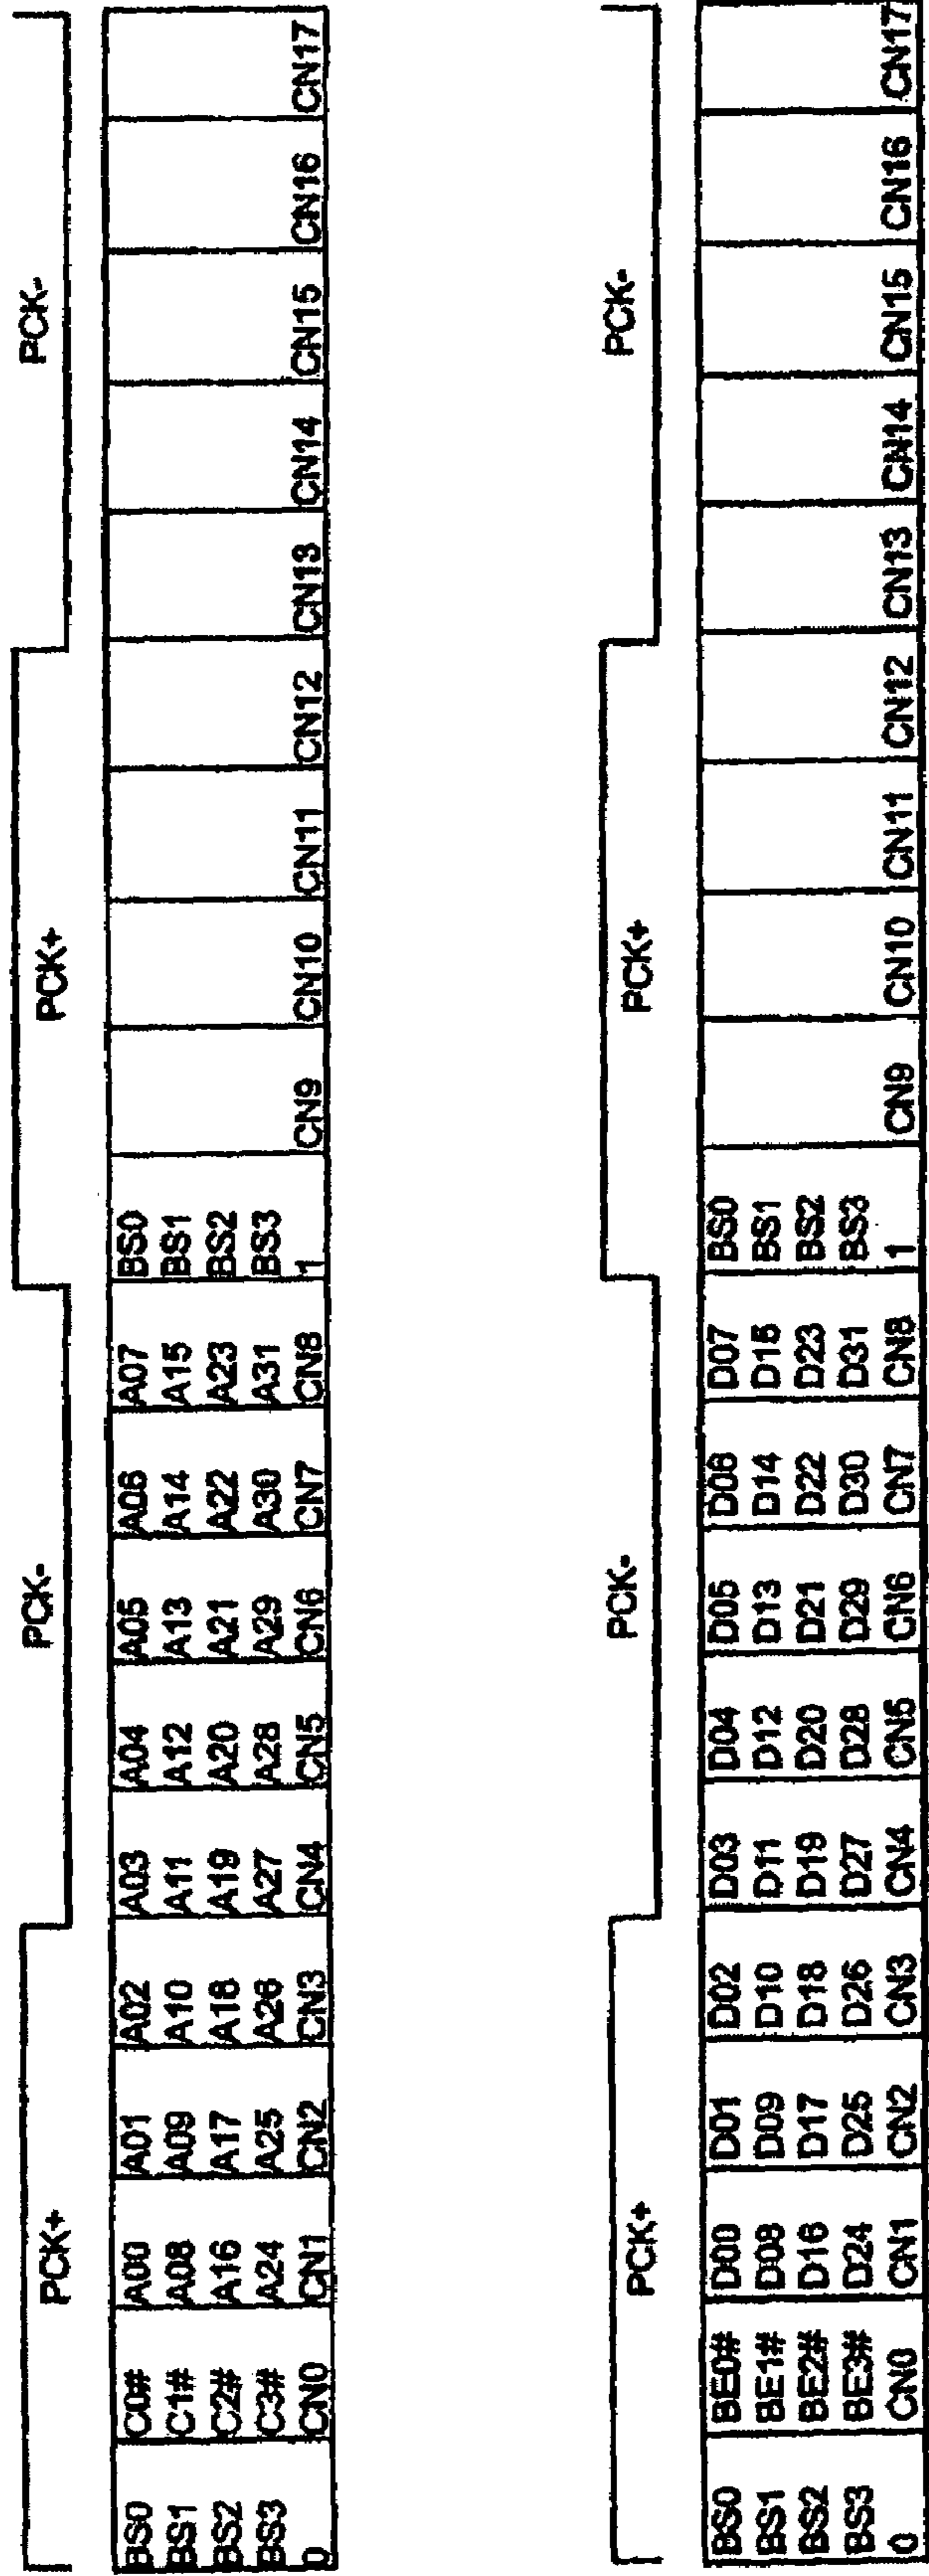 PCK+ PCK- PCK+ PCK-
BS0 C0# A00 A01 A02 A03 A04 A05 A06 A07 BS0
BS1 C1# A08 A09 A10 A11 A12 A13 A14 A15 BS1
BS2 C2# A16 A17 A18 A19 A20 A21 A22 A23 BS2
BS3 C3# A24 A25 A26 A27 A28 A29 A30 A31 BS3
0 CN0 CN1 CN2 CN3 CN4 CN5 CN6 CN7 CN8 1 CN9 CN10 CN11 CN12 CN13 CN14 CN15 CN16 CN17
PCK+ PCK- PCK+ PCK-
BS0 BE0# D00 D01 D02 D03 D04 D05 D06 D07 BS0
BS1 BE1# D08 D09 D10 D11 D12 D13 D14 D15 BS1
BS2 BE2# D16 D17 D18 D19 D20 D21 D22 D23 BS2
BS3 BE3# D24 D25 D26 D27 D28 D29 D30 D31 BS3
0 CN0 CN1 CN2 CN3 CN4 CN5 CN6 CN7 CN8 1 CN9 CN10 CN11 CN12 CN13 CN14 CN15 CN16 CN17